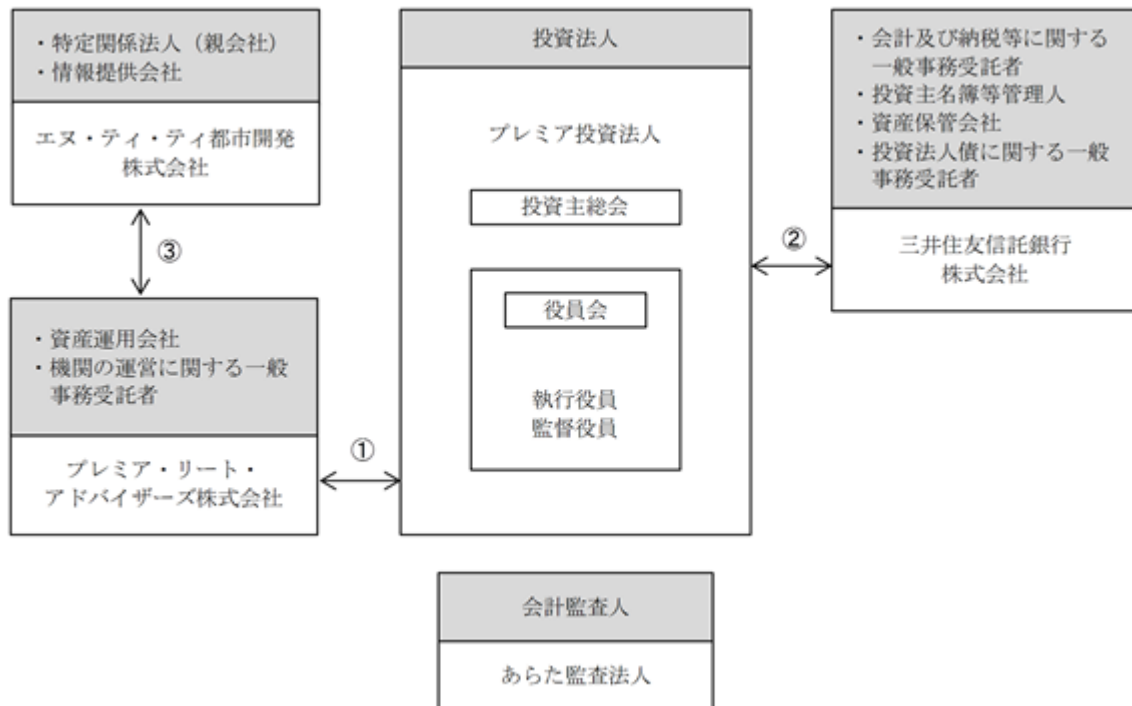 ・特定関係法人（親会社）
・情報提供会社
エヌ・ティ・ティ都市開発
株式会社
③
・資産運用会社
・機関の運営に関する一般
事務受託者
プレミア・リート・
アドバイザーズ株式会社
①
投資法人
プレミア投資法人
投資主総会
役員会
執行役員
監督役員
②
・会計及び納税等に関する
一般事務受託者
・投資主名簿等管理人
・資産保管会社
・投資法人債に関する一般
事務受託者
三井住友信託銀行
株式会社
会計監査人
あらた監査法人